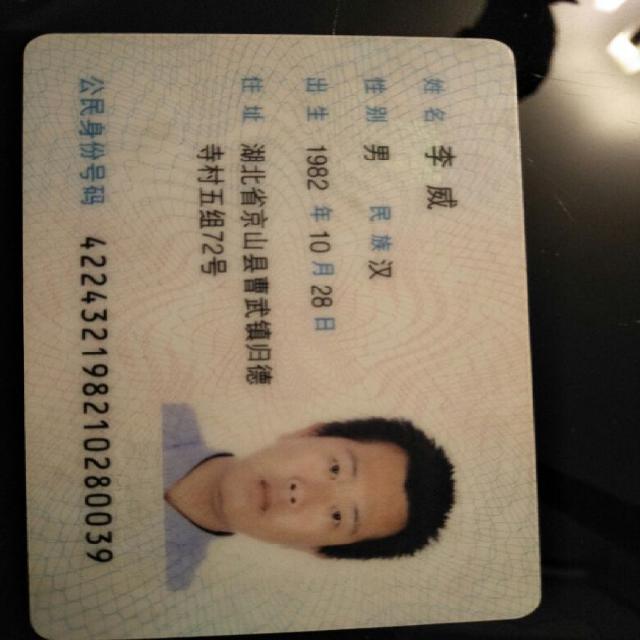 姓名 李威
性别 男 民族 汉
出生 1982 年 10 月 28 日
住址 湖北省京山县曹武镇归德
寺村五组72号
公民身份号码 422432198210280039